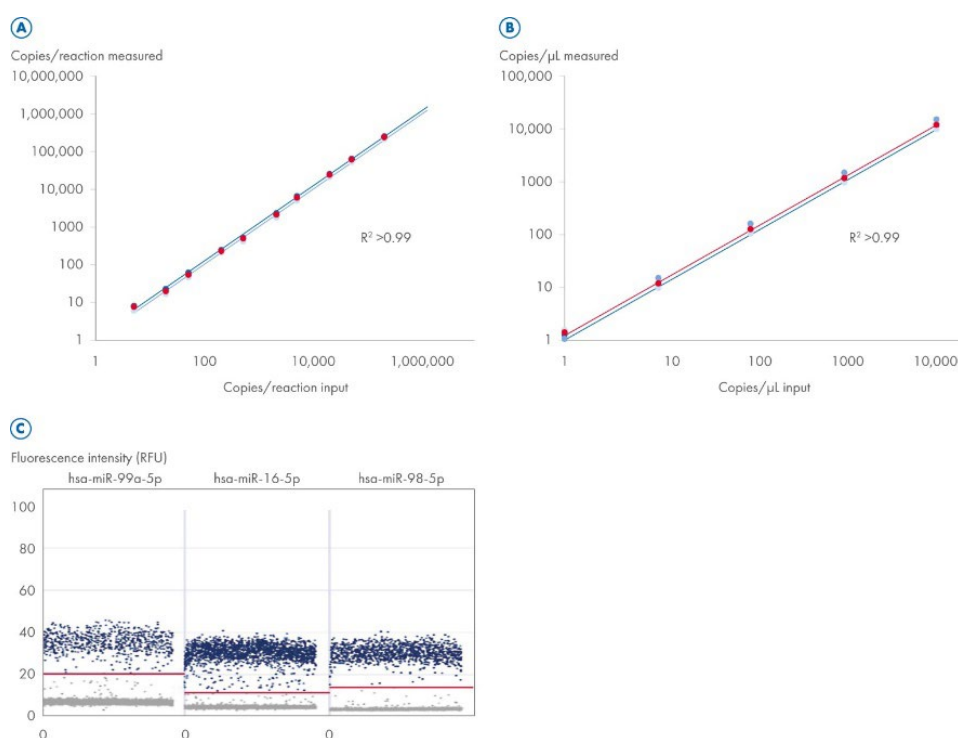 A
Copies/reaction measured
10,000,000
1,000,000
100,000
10,000
1000
100
10
1
R² >0.99
1 100 10,000 1,000,000
Copies/reaction input
B
Copies/µL measured
100,000
10,000
1000
100
10
1
R² >0.99
1 10 100 1000 10,000
Copies/µL input
C
Fluorescence intensity (RFU)
hsa-miR-99a-5p hsa-miR-16-5p hsa-miR-98-5p
100
80
60
40
20
0
0 0 0